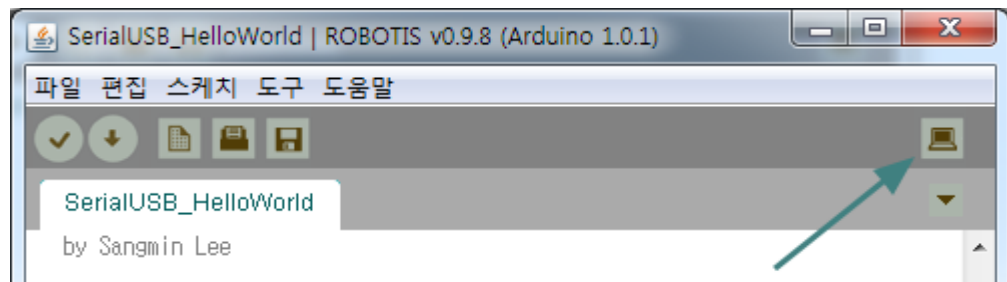 SerialUSB_HelloWorld | ROBOTIS v0.9.8 (Arduino 1.0.1)
파일 편집 스케치 도구 도움말
SerialUSB_HelloWorld
by Sangmin Lee